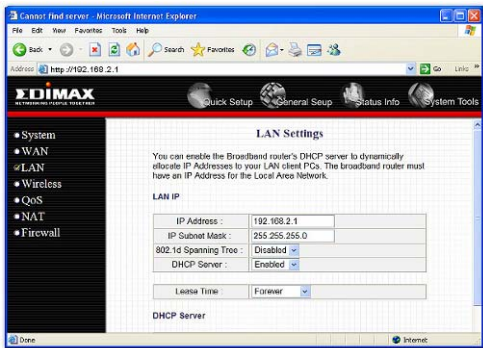 Cannot find server - Microsoft Internet Explorer
File Edit View Favorites Tools Help
Back Search Favorites
Address http://192.168.2.1 Go Links
EDIMAX
NETWORKING PEOPLE TOGETHER
Quick Setup General Seup Status Info System Tools
System
WAN
LAN
Wireless
QoS
NAT
Firewall
LAN Settings
You can enable the Broadband router's DHCP server to dynamically
allocate IP Addresses to your LAN client PCs. The broadband router must
have an IP Address for the Local Area Network.
LAN IP
IP Address : 192.168.2.1
IP Subnet Mask : 255.255.255.0
802.1d Spanning Tree : Disabled
DHCP Server : Enabled
Lease Time : Forever
DHCP Server
Done Internet